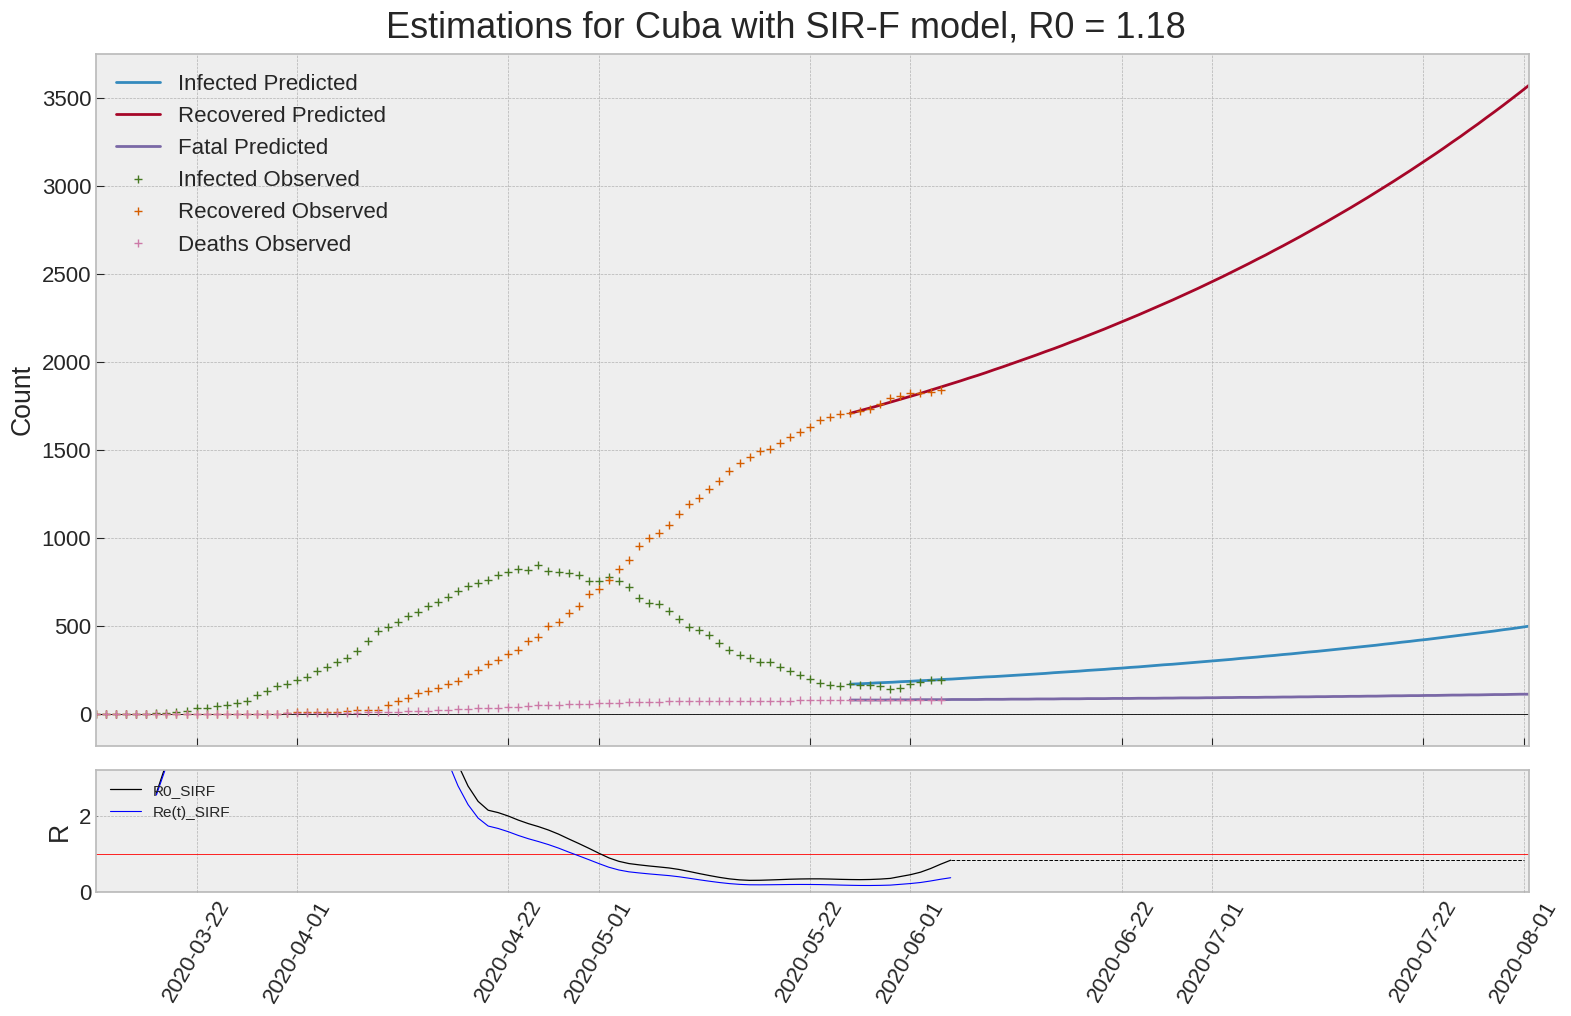 Estimations for Cuba with SIR-F model, R0 = 1.18
Infected Predicted
Recovered Predicted
Fatal Predicted
Infected Observed
Recovered Observed
Deaths Observed
3500
3000
2500
2000
1500
1000
500
0
Count
R0_SIRF
Re(t)_SIRF
2
0
R
2020-03-22
2020-04-01
2020-04-22
2020-05-01
2020-05-22
2020-06-01
2020-06-22
2020-07-01
2020-07-22
2020-08-01